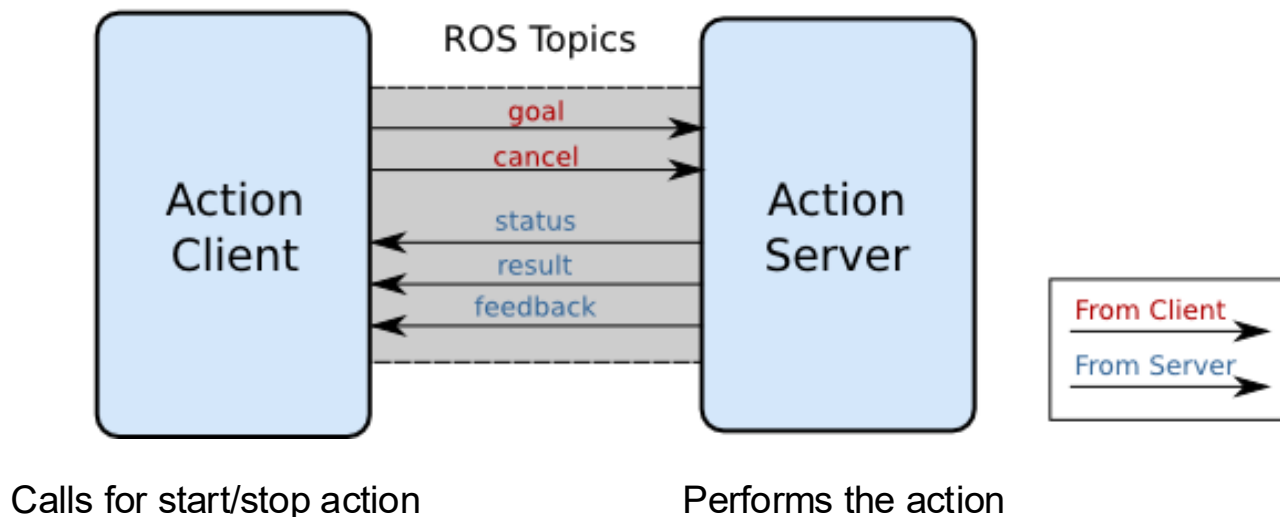 ROS Topics
goal
cancel
Action
Client
status
result
feedback
Action
Server
From Client
From Server
Calls for start/stop action
Performs the action